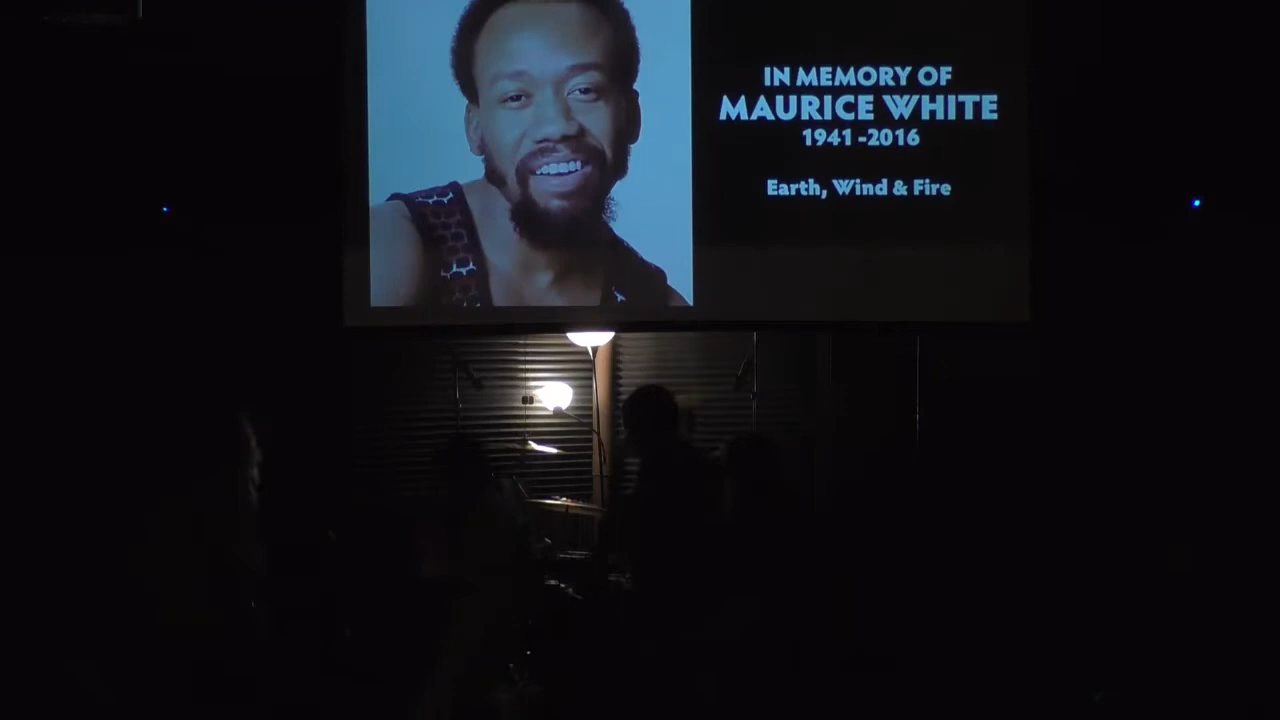 IN MEMORY OF
MAURICE WHITE
1941 -2016
Earth, Wind & Fire